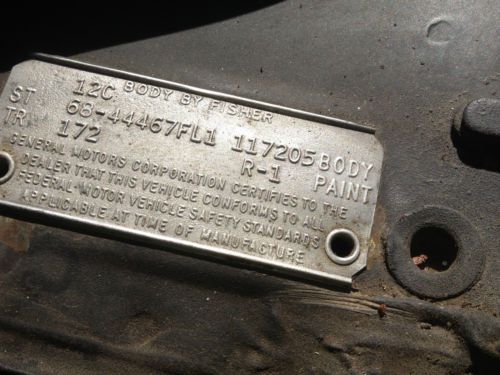 BODY BY FISHER
12C
ST 68-44467FL1 117205 BODY
TR 172 R-1 PAINT
GENERAL MOTORS CORPORATION CERTIFIES TO THE
DEALER THAT THIS VEHICLE CONFORMS TO ALL
FEDERAL MOTOR VEHICLE SAFETY STANDARDS
APPLICABLE AT TIME OF MANUFACTURE